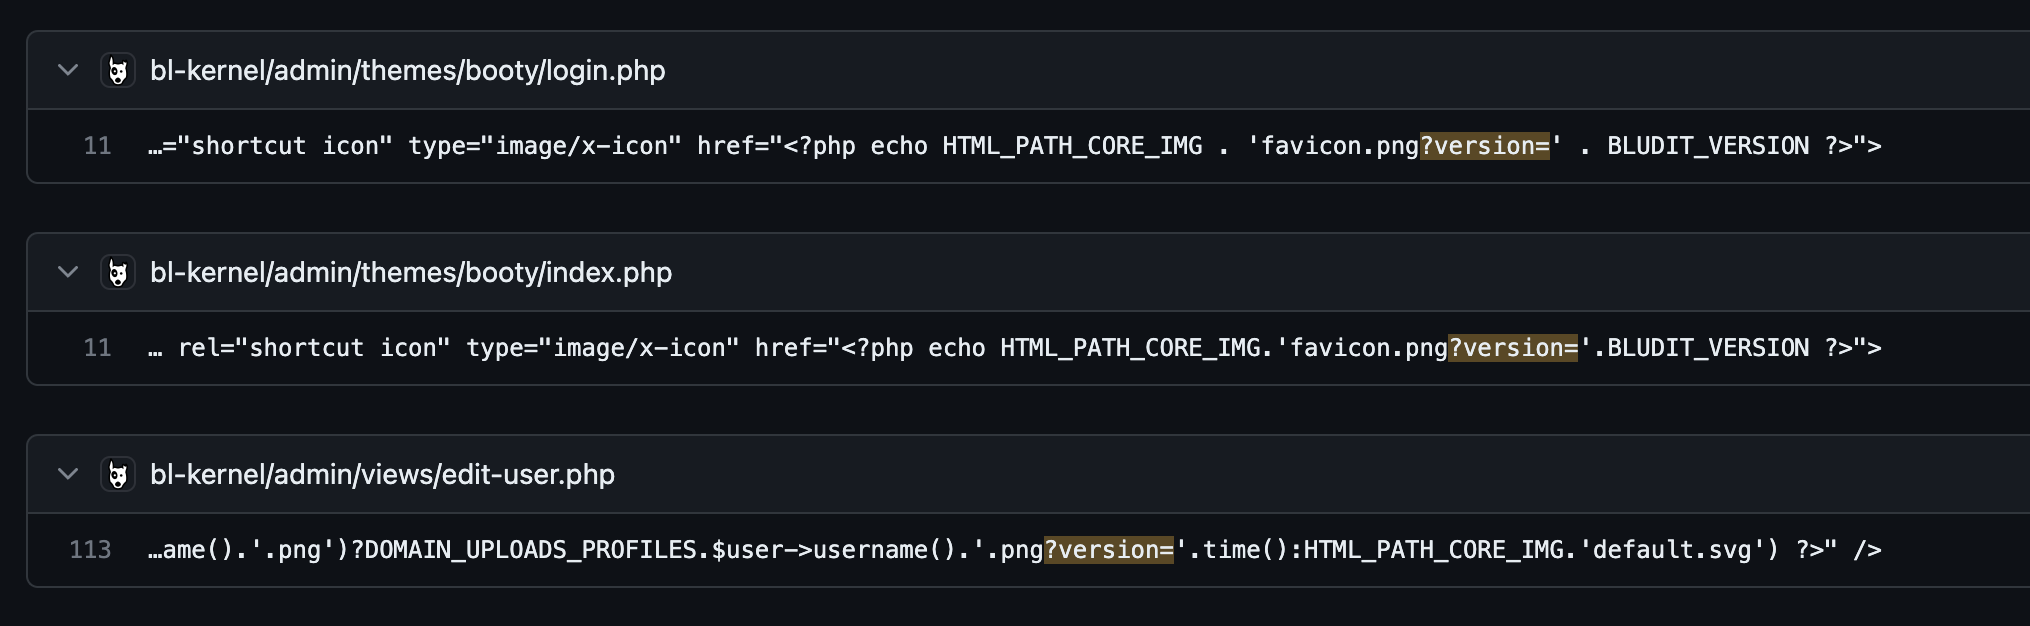 bl-kernel/admin/themes/booty/login.php
11 …="shortcut icon" type="image/x-icon" href="<?php echo HTML_PATH_CORE_IMG . 'favicon.png?version=' . BLUDIT_VERSION ?>">
bl-kernel/admin/themes/booty/index.php
11 … rel="shortcut icon" type="image/x-icon" href="<?php echo HTML_PATH_CORE_IMG.'favicon.png?version='.BLUDIT_VERSION ?>">
bl-kernel/admin/views/edit-user.php
113 …ame().'.png')?DOMAIN_UPLOADS_PROFILES.$user->username().'.png?version='.time():HTML_PATH_CORE_IMG.'default.svg') ?>" />